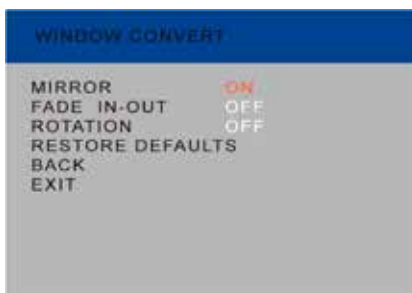 WINDOW CONVERT
MIRROR ON
FADE IN-OUT OFF
ROTATION OFF
RESTORE DEFAULTS
BACK
EXIT